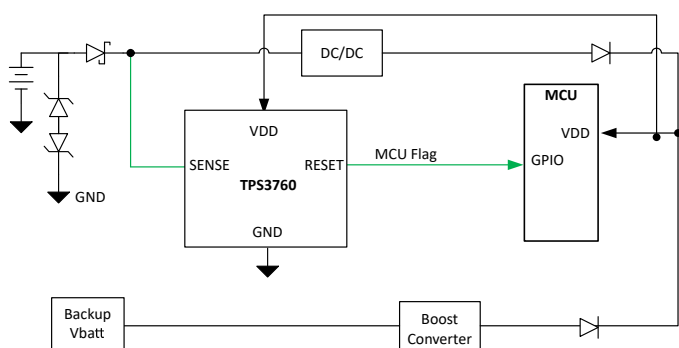 DC/DC
MCU
VDD
VDD
SENSE
RESET
MCU Flag
GPIO
TPS3760
GND
GND
Backup
Vbatt
Boost
Converter